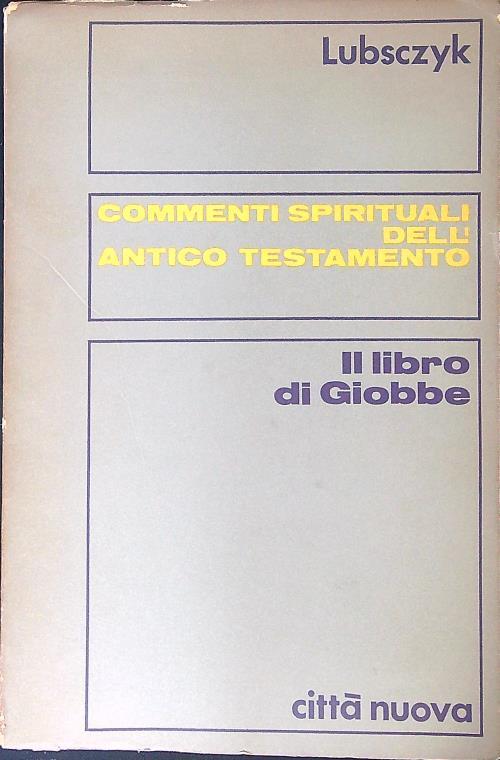 Lubsczyk
COMMENTI SPIRITUALI
DELL'
ANTICO TESTAMENTO
Il libro
di Giobbe
città nuova